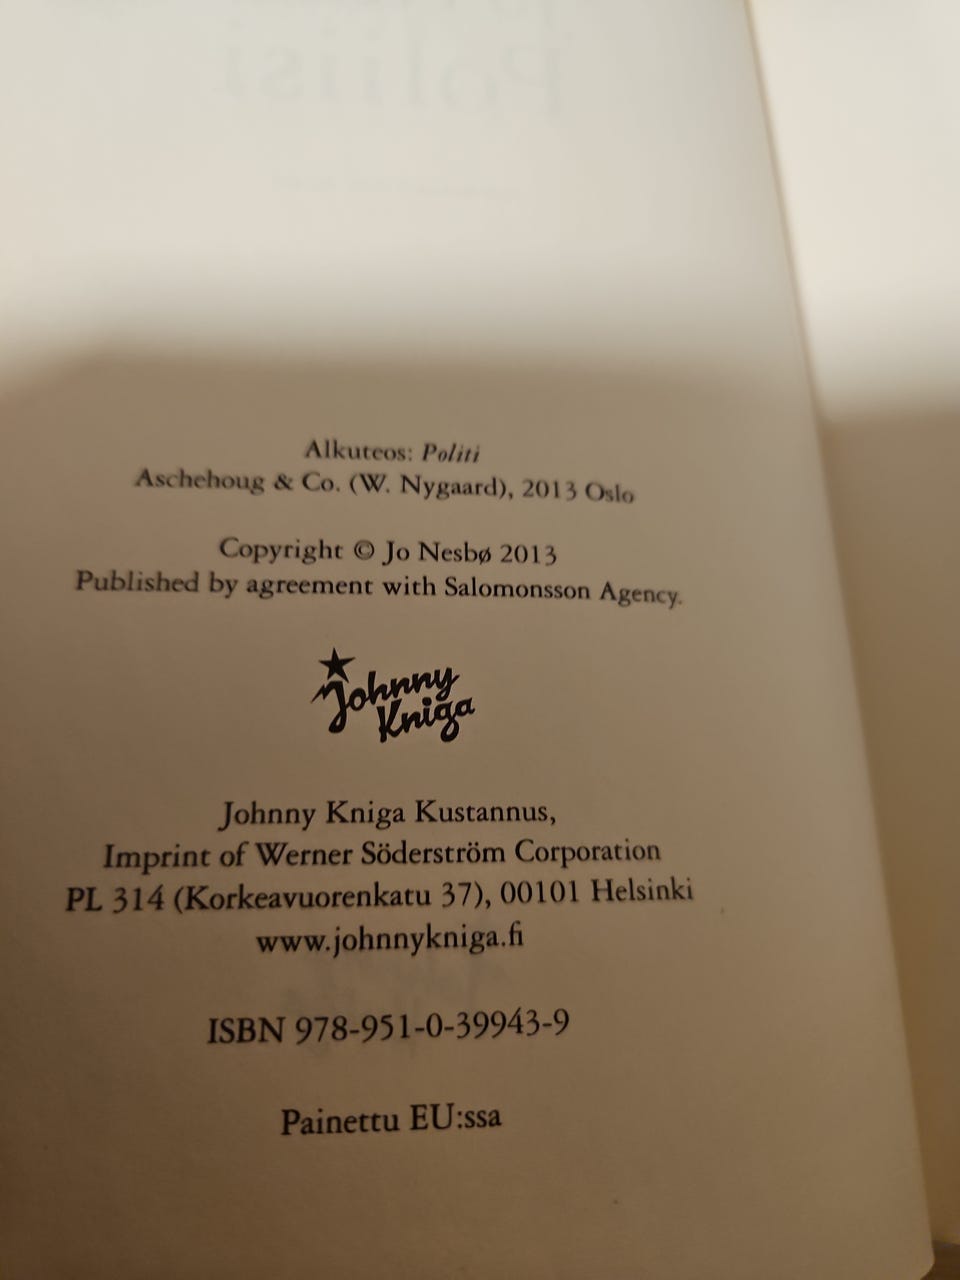 Poliisi
Alkuteos: Politi
Aschehoug & Co. (W. Nygaard), 2013 Oslo
Copyright © Jo Nesbø 2013
Published by agreement with Salomonsson Agency.
Johnny
Kniga
Johnny Kniga Kustannus,
Imprint of Werner Söderström Corporation
PL 314 (Korkeavuorenkatu 37), 00101 Helsinki
www.johnnykniga.fi
ISBN 978-951-0-39943-9
Painettu EU:ssa